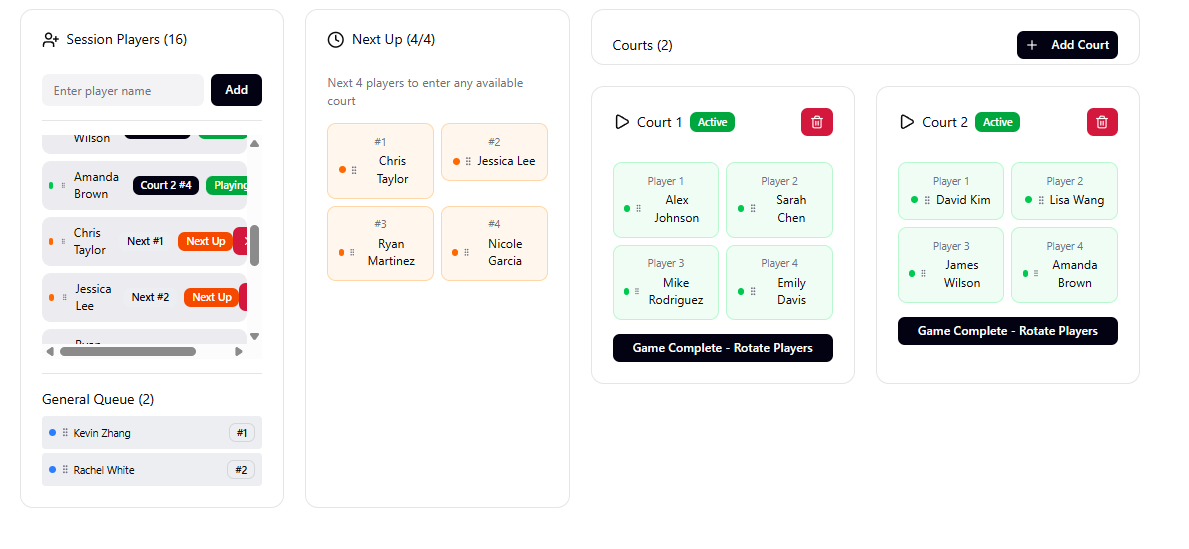 Session Players (16)
Enter player name
Add
Wilson
Amanda
Brown
Court 2 #4
Playing
Chris
Taylor
Next #1
Next Up
Jessica
Lee
Next #2
Next Up
General Queue (2)
Kevin Zhang
#1
Rachel White
#2
Next Up (4/4)
Next 4 players to enter any available
court
#1
Chris
Taylor
#2
Jessica Lee
#3
Ryan
Martinez
#4
Nicole
Garcia
Courts (2)
Add Court
Court 1
Active
Player 1
Alex
Johnson
Player 2
Sarah
Chen
Player 3
Mike
Rodriguez
Player 4
Emily
Davis
Game Complete - Rotate Players
Court 2
Active
Player 1
David Kim
Player 2
Lisa Wang
Player 3
James
Wilson
Player 4
Amanda
Brown
Game Complete - Rotate Players